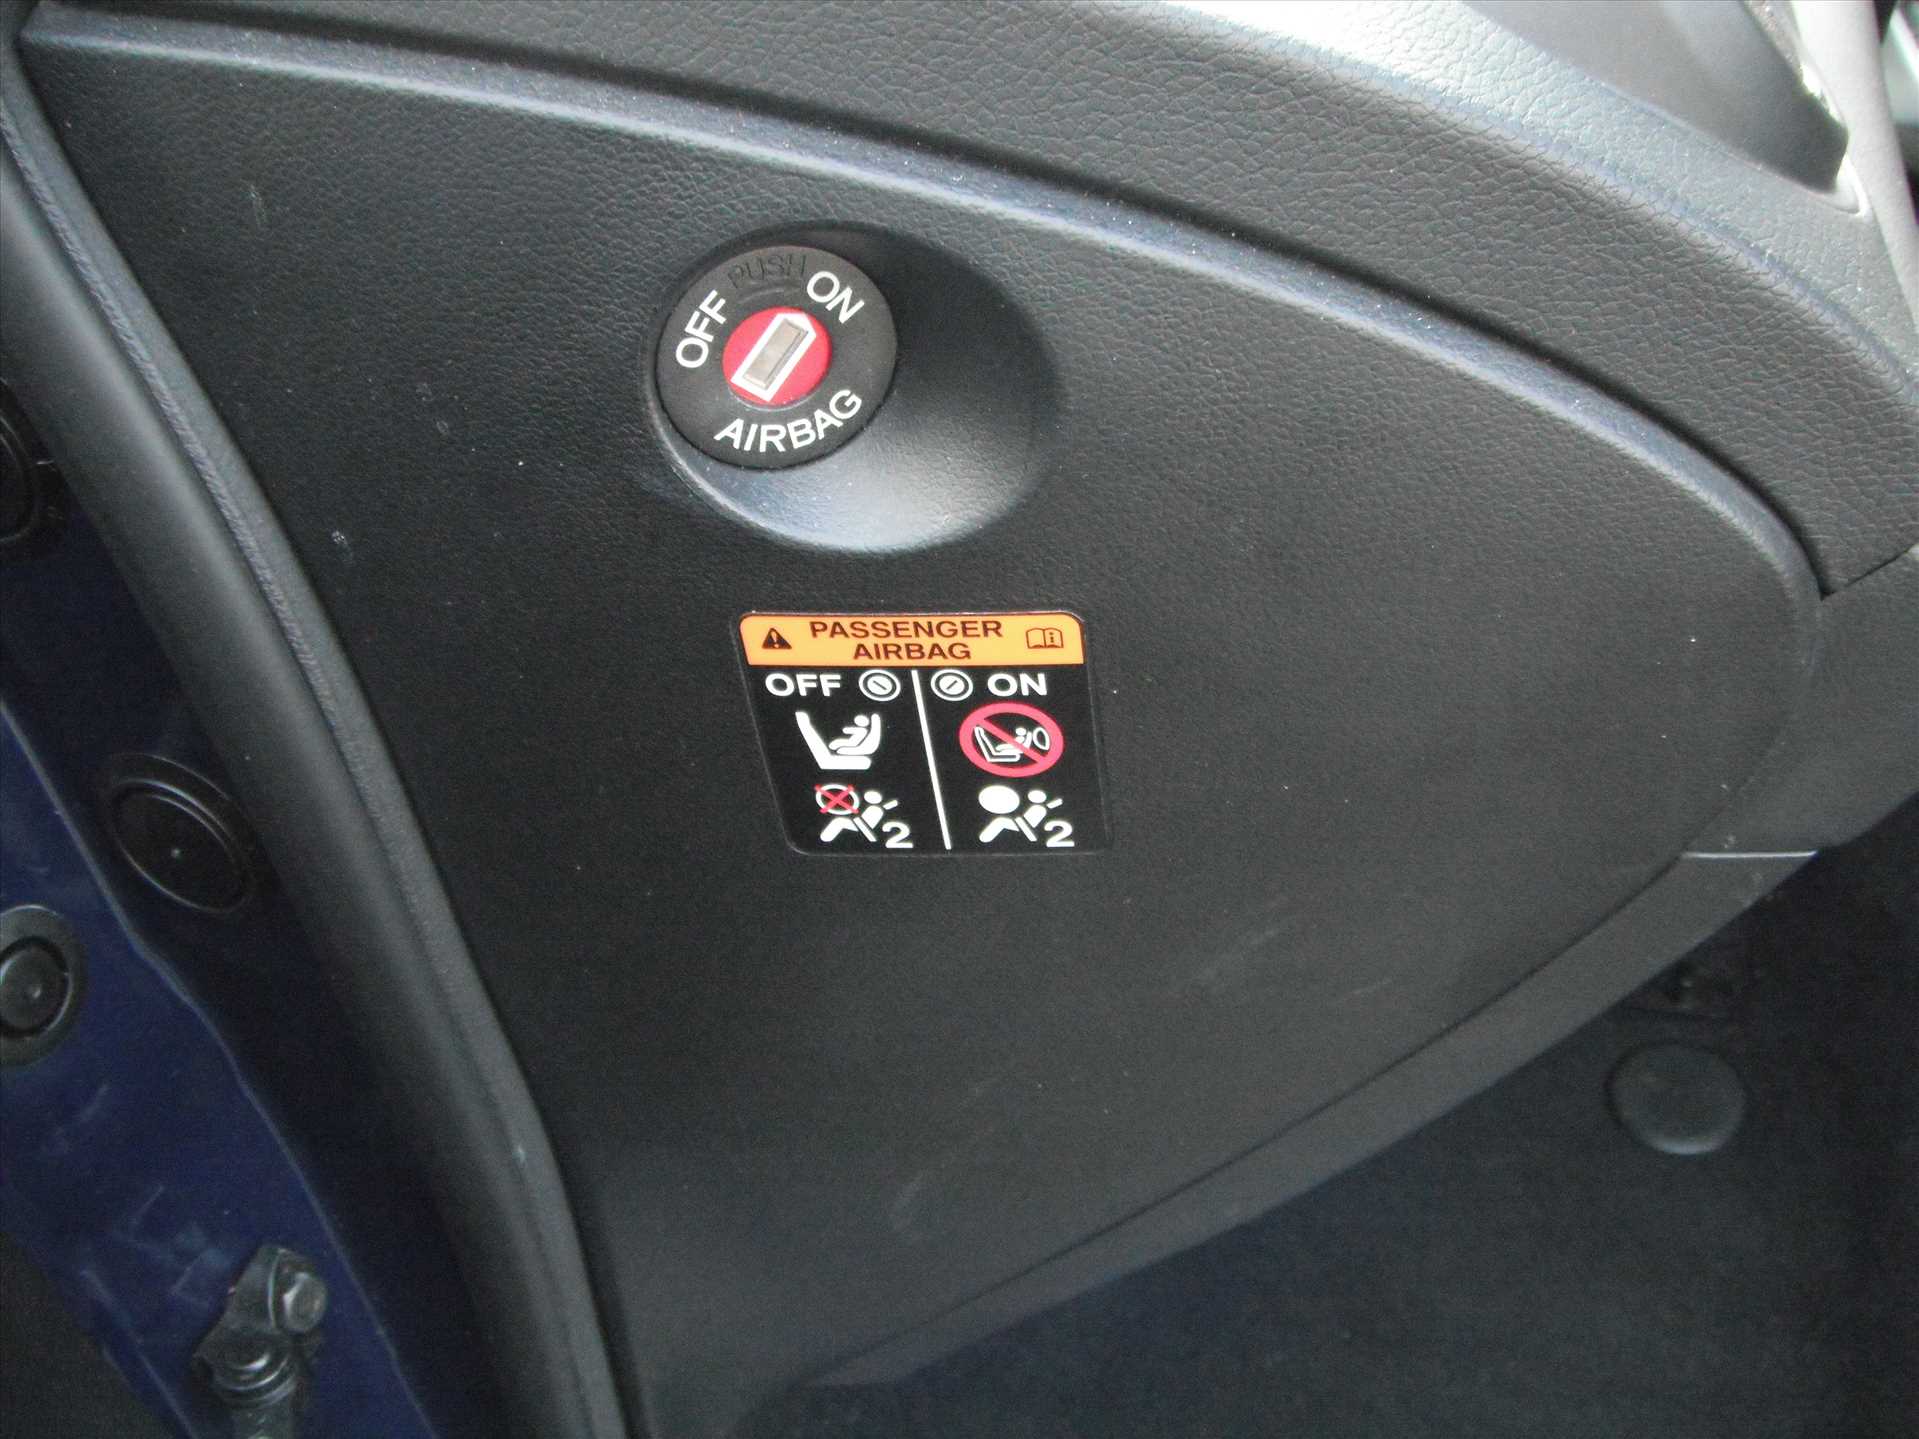 PUSH
OFF ON
AIRBAG
PASSENGER
AIRBAG
OFF ON
2 2